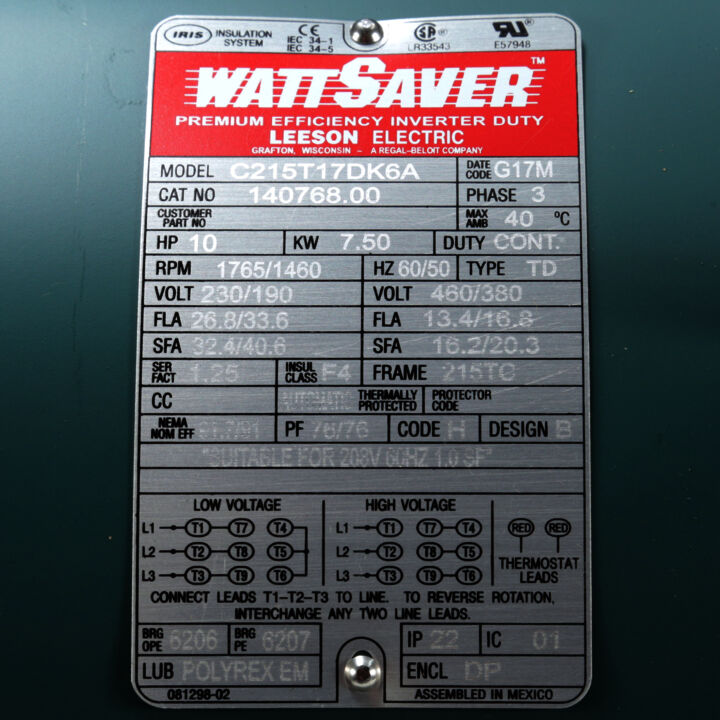 IRIS INSULATION SYSTEM CE IEC 34-1 IEC 34-5 SA ® LR33543 UR E57948
WATTSAVER™
PREMIUM EFFICIENCY INVERTER DUTY
LEESON ELECTRIC
GRAFTON, WISCONSIN - A REGAL-BELOIT COMPANY
MODEL C215T17DK6A DATE CODE G17M
CAT NO 140768.00 PHASE 3
CUSTOMER PART NO MAX AMB 40 °C
HP 10 KW 7.50 DUTY CONT.
RPM 1765/1460 HZ 60/50 TYPE TD
VOLT 230/190 VOLT 460/380
FLA 26.8/33.6 FLA 13.4/16.8
SFA 32.4/40.6 SFA 16.2/20.3
SER FACT 1.25 INSUL CLASS F4 FRAME 215TC
CC AUTOMATIC THERMALLY PROTECTED PROTECTOR CODE
NEMA NOM EFF 91.7/91 PF 76/76 CODE H DESIGN B
"SUITABLE FOR 208V 60HZ 1.0 SF"
LOW VOLTAGE HIGH VOLTAGE
L1 T1 T7 T4 L1 T1 T7 T4 RED RED
L2 T2 T8 T5 L2 T2 T8 T5
L3 T3 T9 T6 L3 T3 T9 T6
THERMOSTAT LEADS
CONNECT LEADS T1-T2-T3 TO LINE. TO REVERSE ROTATION,
INTERCHANGE ANY TWO LINE LEADS.
BRG OPE 6206 BRG PE 6207 IP 22 IC 01
LUB POLYREX EM ENCL DP
081298-02 ASSEMBLED IN MEXICO